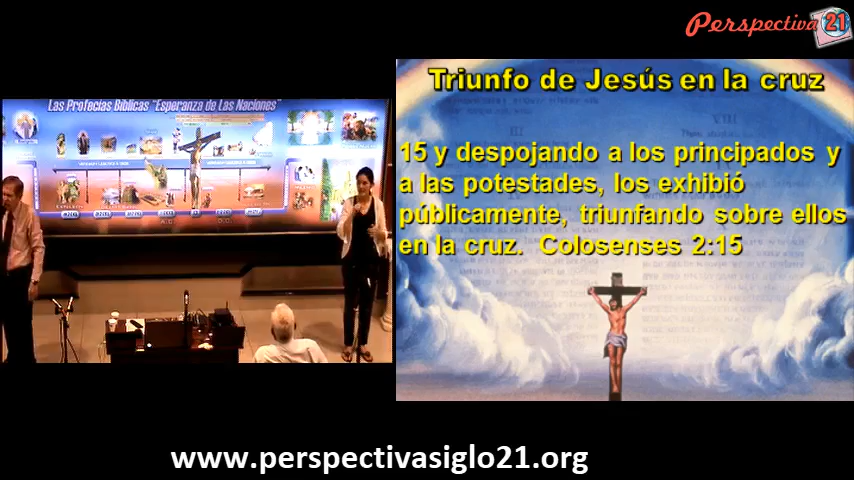 Perspectiva 21
Las Profecías Bíblicas "Esperanza de Las Naciones"
Triunfo de Jesús en la cruz
15 y despojando a los principados y
a las potestades, los exhibió
públicamente, triunfando sobre ellos
en la cruz. Colosenses 2:15
www.perspectivasiglo21.org